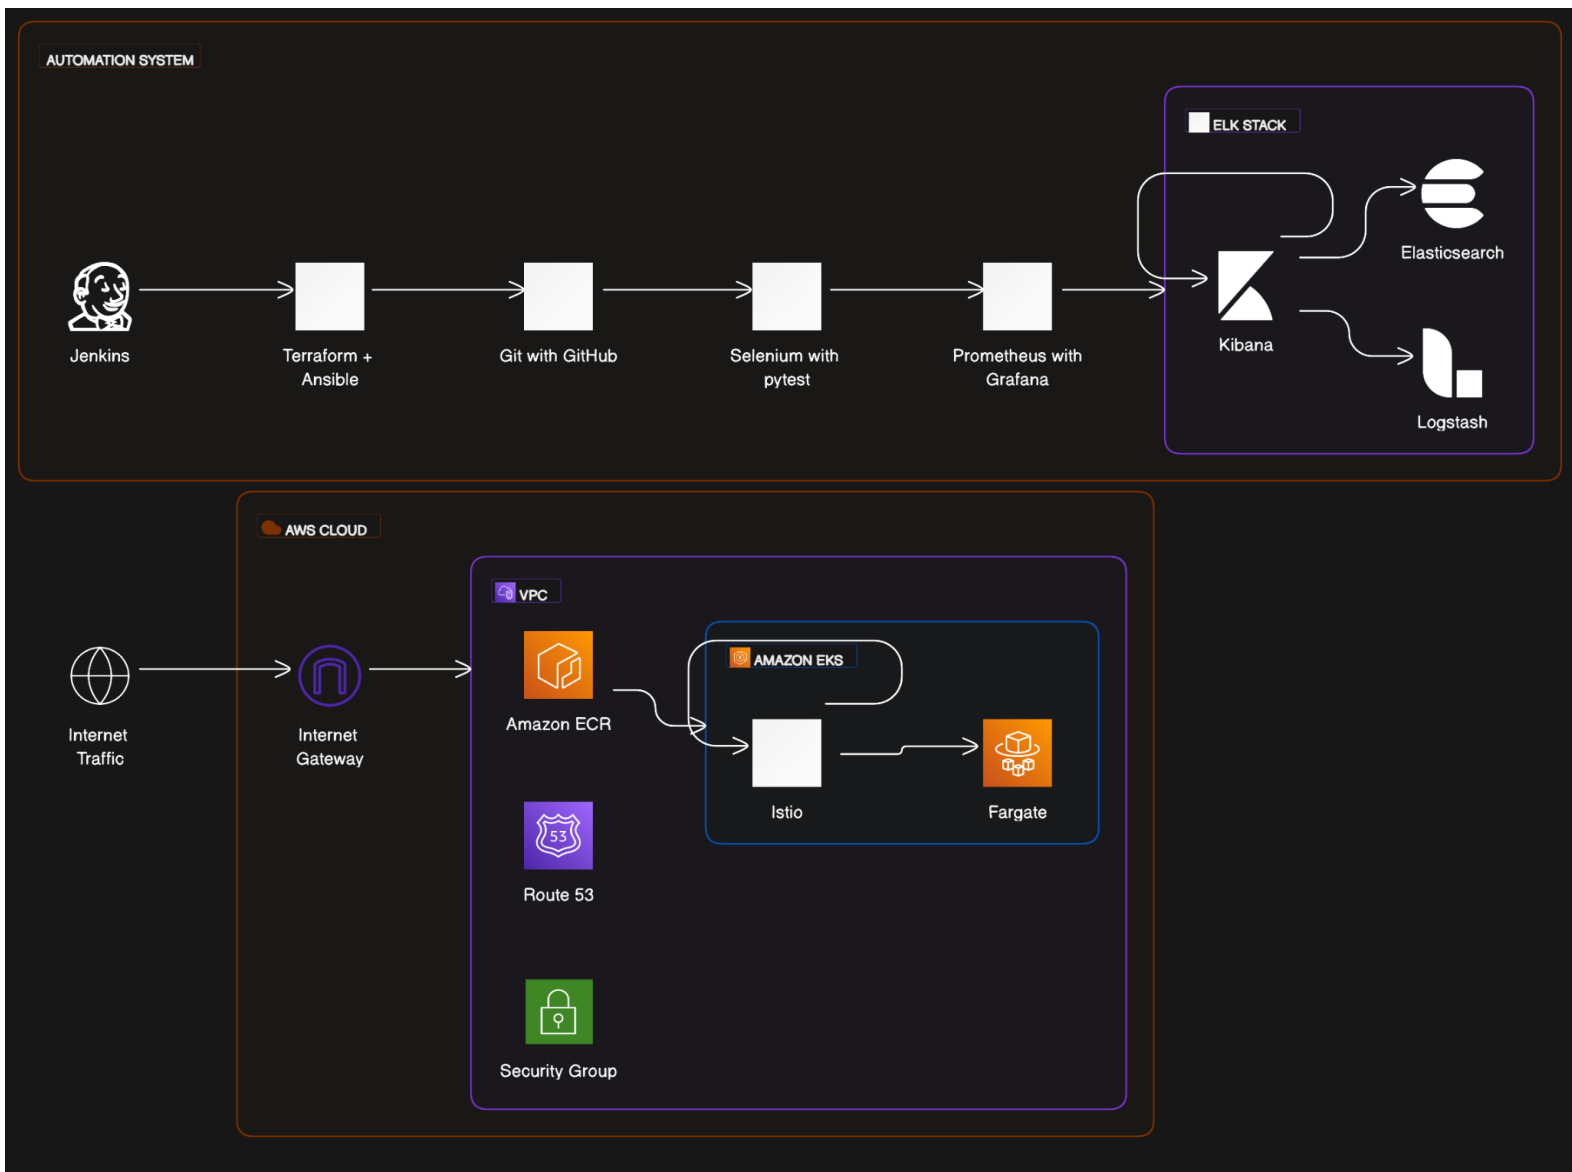 AUTOMATION SYSTEM
ELK STACK
Elasticsearch
Jenkins
Terraform +
Ansible
Git with GitHub
Selenium with
pytest
Prometheus with
Grafana
Kibana
Logstash
AWS CLOUD
VPC
AMAZON EKS
Internet
Traffic
Internet
Gateway
Amazon ECR
Istio
Fargate
53
Route 53
Security Group